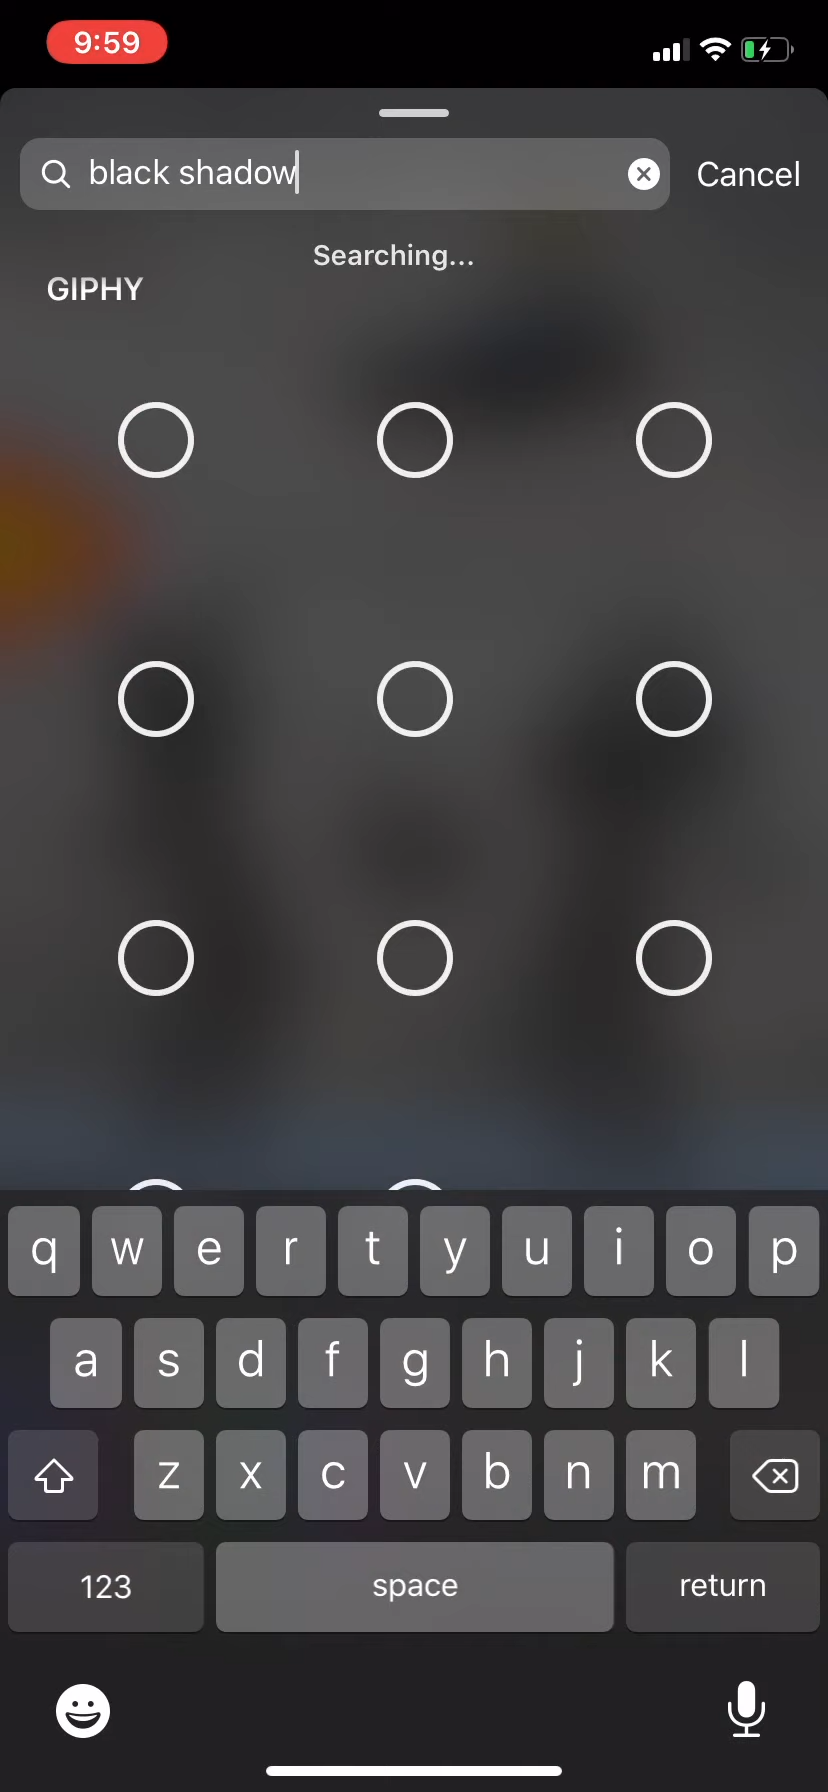 9:59
black shadow
Cancel
Searching...
GIPHY
q w e r t y u i o p
a s d f g h j k l
z x c v b n m
123 space return